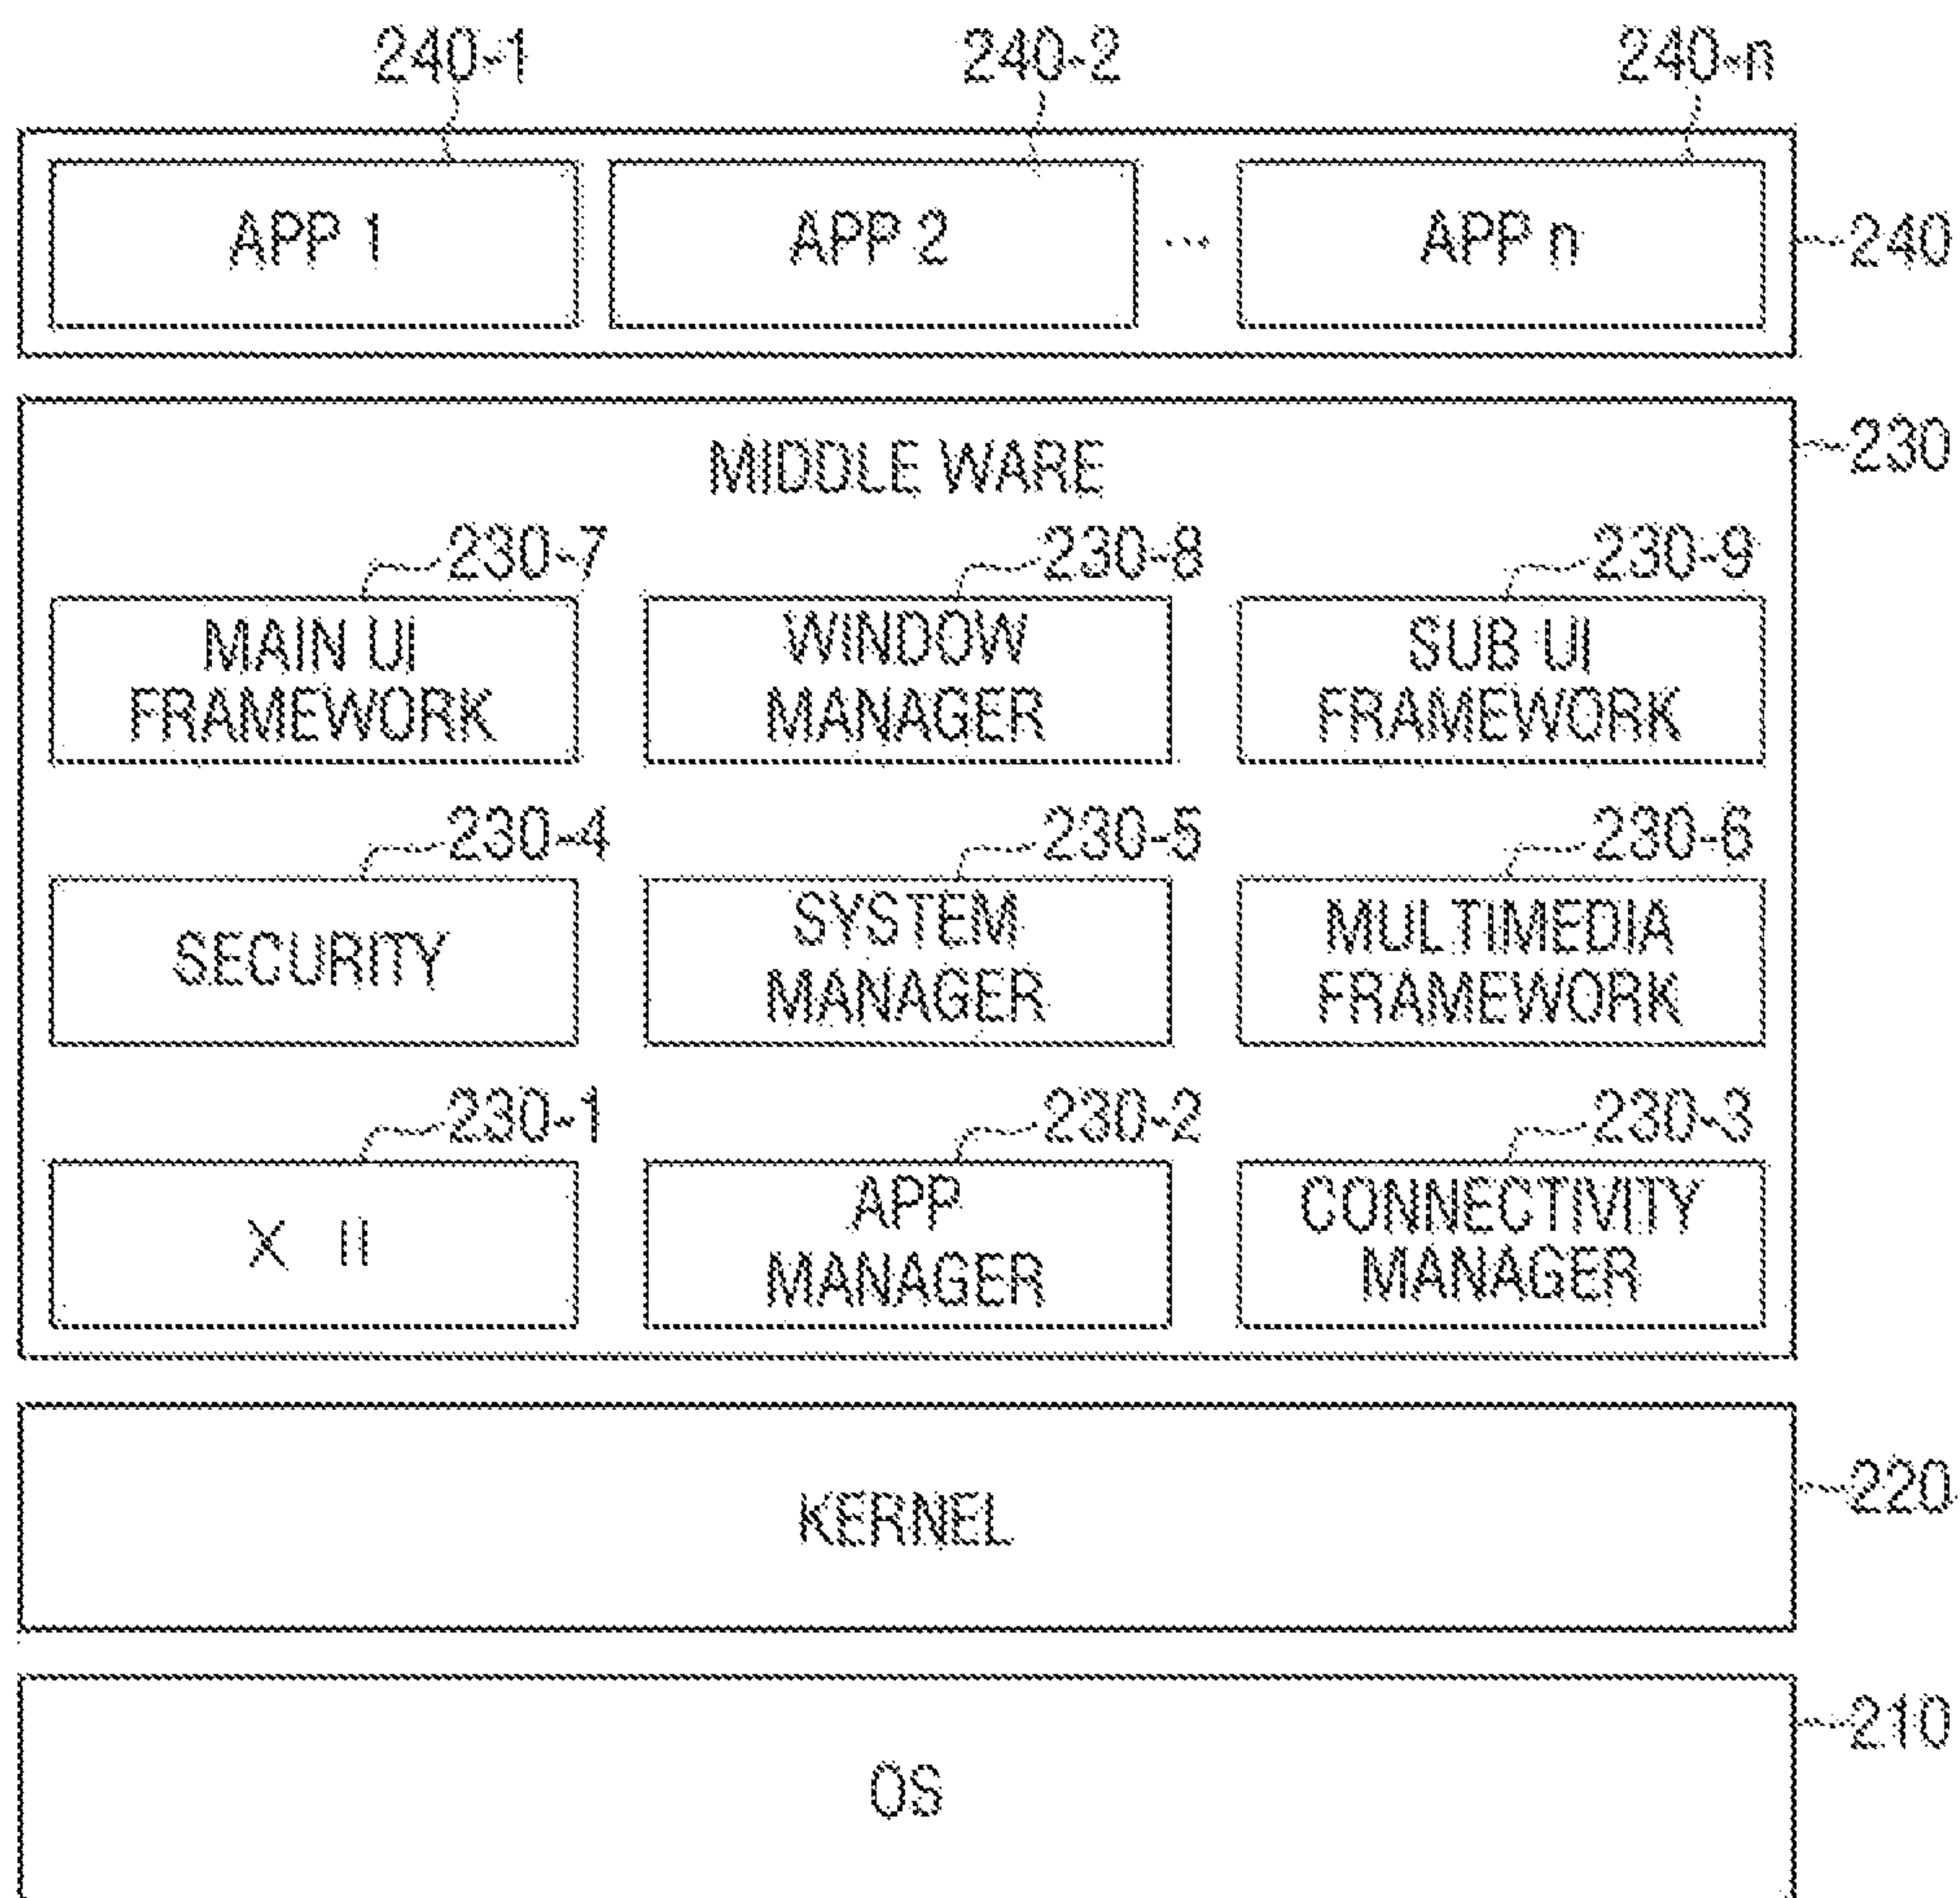 240-1 240-2 240-n
APP 1 APP 2 ... APP n 240
MIDDLE WARE 230
230-7 230-8 230-9
MAIN UI WINDOW SUB UI
FRAMEWORK MANAGER FRAMEWORK
230-4 230-5 230-6
SYSTEM MULTIMEDIA
SECURITY
MANAGER FRAMEWORK
230-1 230-2 230-3
APP CONNECTIVITY
X 11
MANAGER MANAGER
KERNEL 220
210
OS